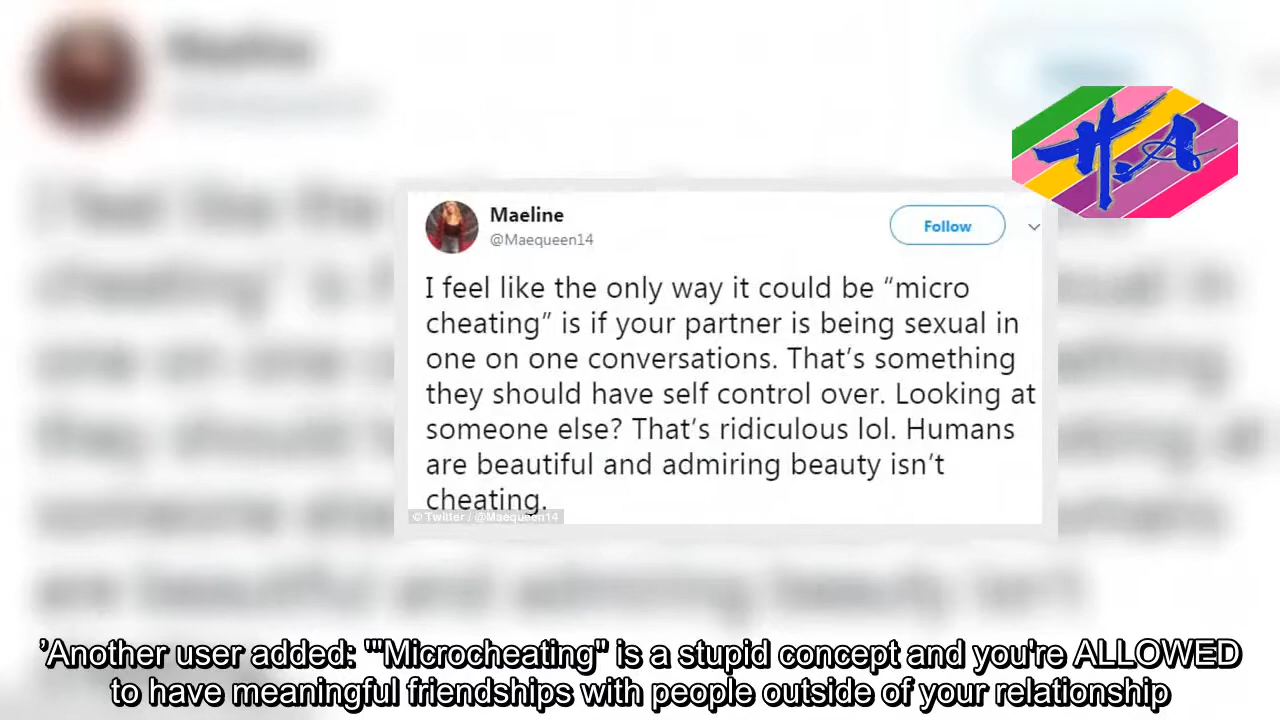 Maeline
@Maequeen14
Follow
I feel like the only way it could be “micro
cheating” is if your partner is being sexual in
one on one conversations. That’s something
they should have self control over. Looking at
someone else? That’s ridiculous lol. Humans
are beautiful and admiring beauty isn’t
cheating.
© Twitter / @Maequeen14
H.A
'Another user added: '"Microcheating" is a stupid concept and you're ALLOWED
to have meaningful friendships with people outside of your relationship